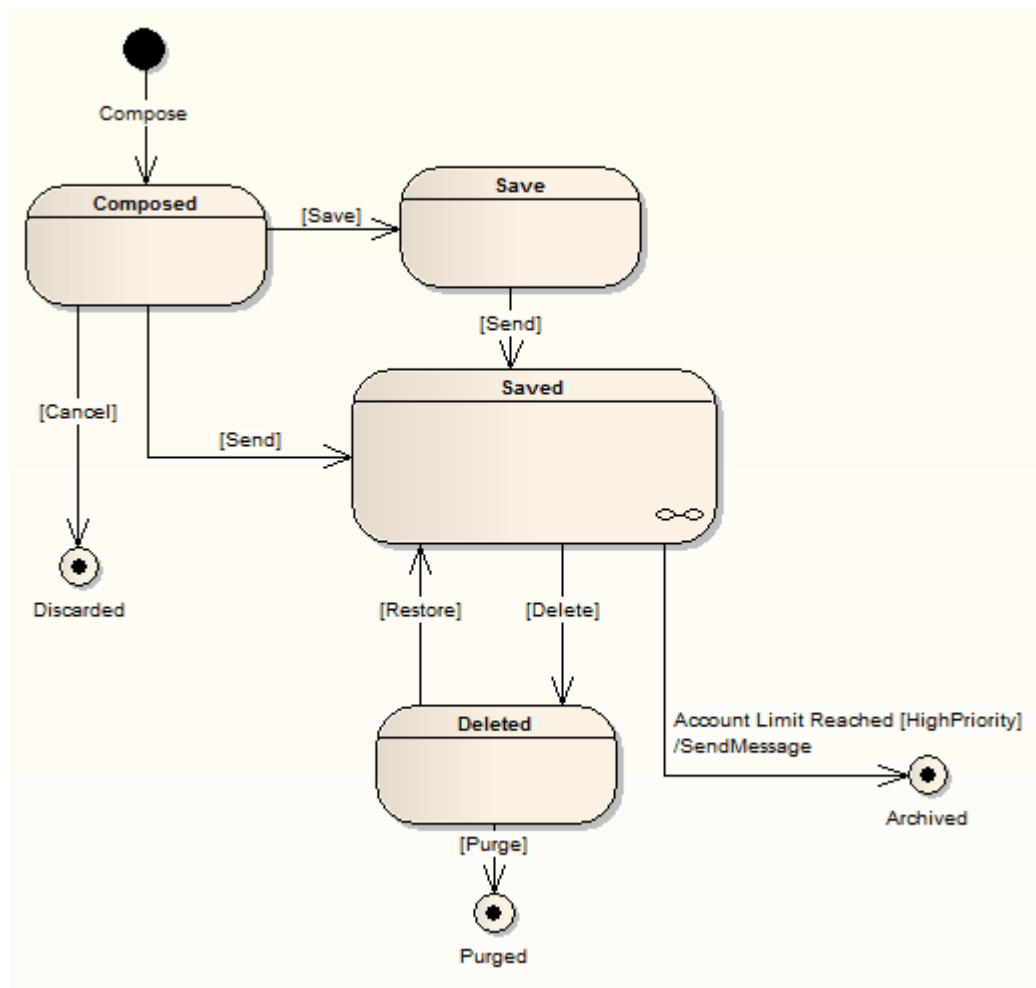 Compose
Composed
Save
[Save]
[Send]
Saved
[Cancel]
[Send]
Discarded
[Restore]
[Delete]
Deleted
Account Limit Reached [HighPriority]
/SendMessage
Archived
[Purge]
Purged